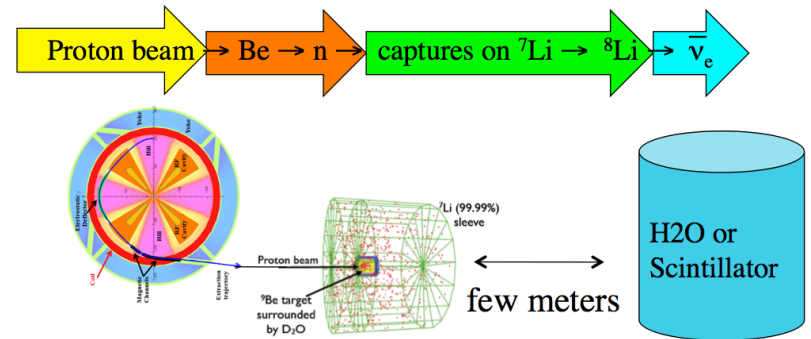 Proton beam → Be → n → captures on ⁷Li → ⁸Li → ν̅ₑ
Yoke
Yoke
Hill
RF
Cavity
Electrostatic
Deflector
Hill
RF
Cavity
Coil
Magnetic
Channels
Extraction
trajectory
Proton beam
⁷Li (99.99%)
sleeve
⁹Be target
surrounded
by D₂O
few meters
H2O or
Scintillator